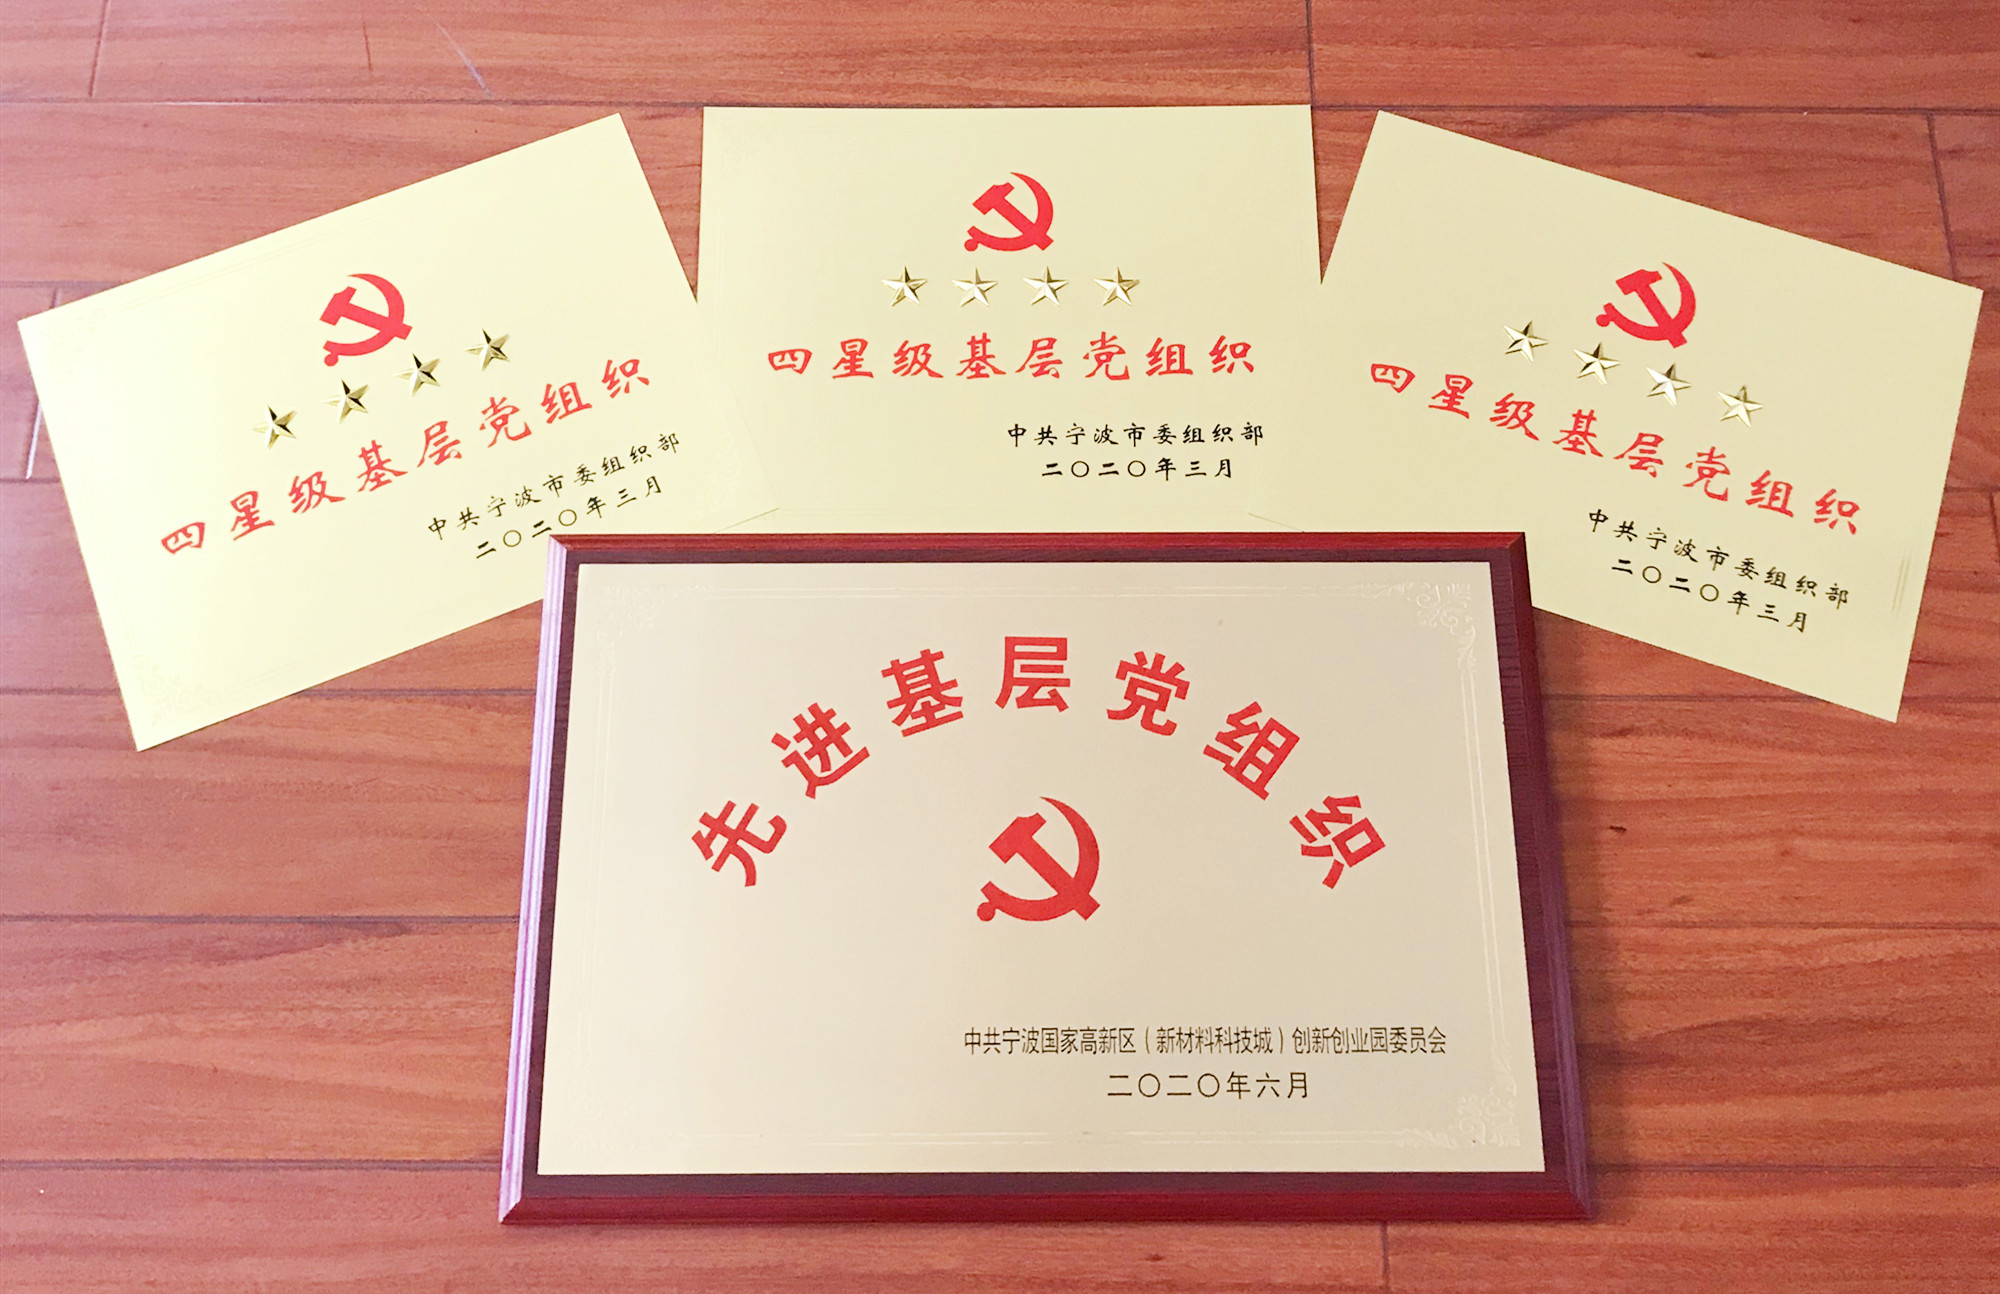 四星级基层党组织
中共宁波市委组织部
二〇二〇年三月
四星级基层党组织
中共宁波市委组织部
二〇二〇年三月
四星级基层党组织
中共宁波市委组织部
二〇二〇年三月
先进基层党组织
中共宁波国家高新区（新材料科技城）创新创业园委员会
二〇二〇年六月